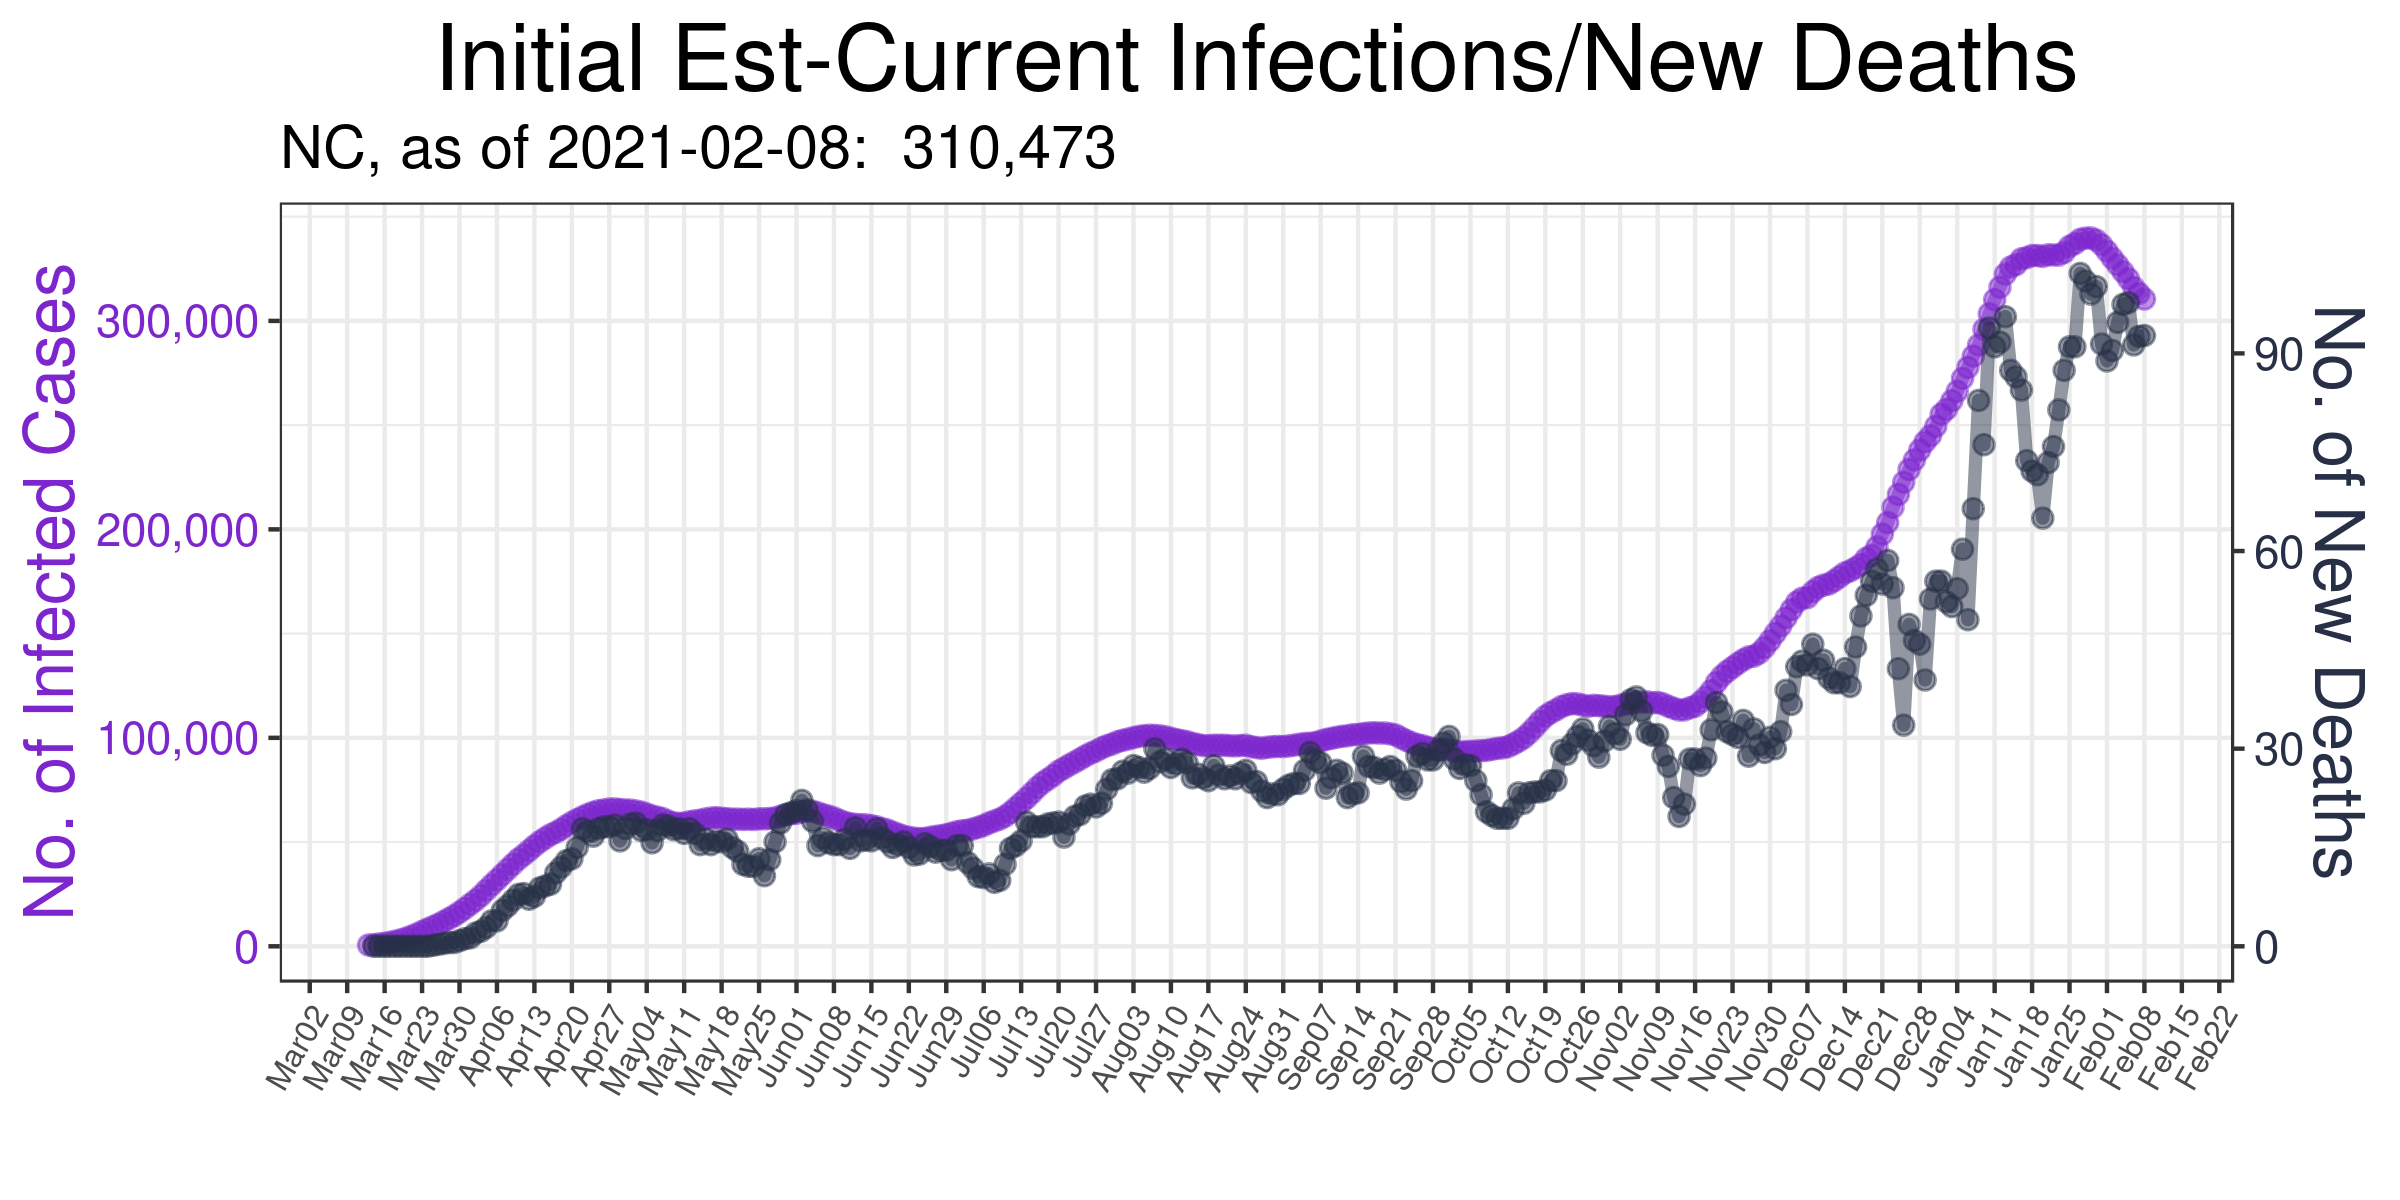 Initial Est-Current Infections/New Deaths
NC, as of 2021-02-08:  310,473
No. of Infected Cases
300,000
200,000
100,000
0
90
60
30
0
No. of New Deaths
Mar02
Mar09
Mar16
Mar23
Mar30
Apr06
Apr13
Apr20
Apr27
May04
May11
May18
May25
Jun01
Jun08
Jun15
Jun22
Jun29
Jul06
Jul13
Jul20
Jul27
Aug03
Aug10
Aug17
Aug24
Aug31
Sep07
Sep14
Sep21
Sep28
Oct05
Oct12
Oct19
Oct26
Nov02
Nov09
Nov16
Nov23
Nov30
Dec07
Dec14
Dec21
Dec28
Jan04
Jan11
Jan18
Jan25
Feb01
Feb08
Feb15
Feb22